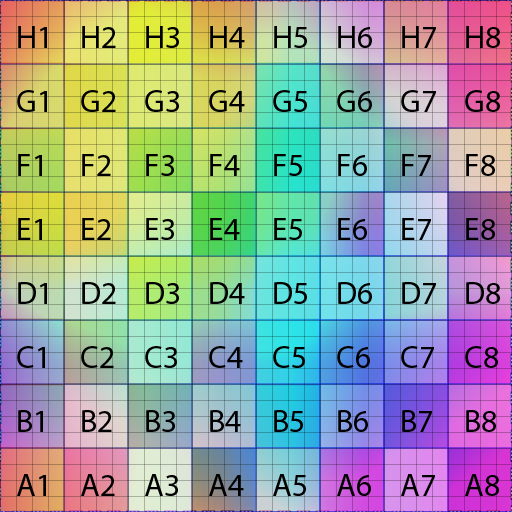 H1 H2 H3 H4 H5 H6 H7 H8
G1 G2 G3 G4 G5 G6 G7 G8
F1 F2 F3 F4 F5 F6 F7 F8
E1 E2 E3 E4 E5 E6 E7 E8
D1 D2 D3 D4 D5 D6 D7 D8
C1 C2 C3 C4 C5 C6 C7 C8
B1 B2 B3 B4 B5 B6 B7 B8
A1 A2 A3 A4 A5 A6 A7 A8